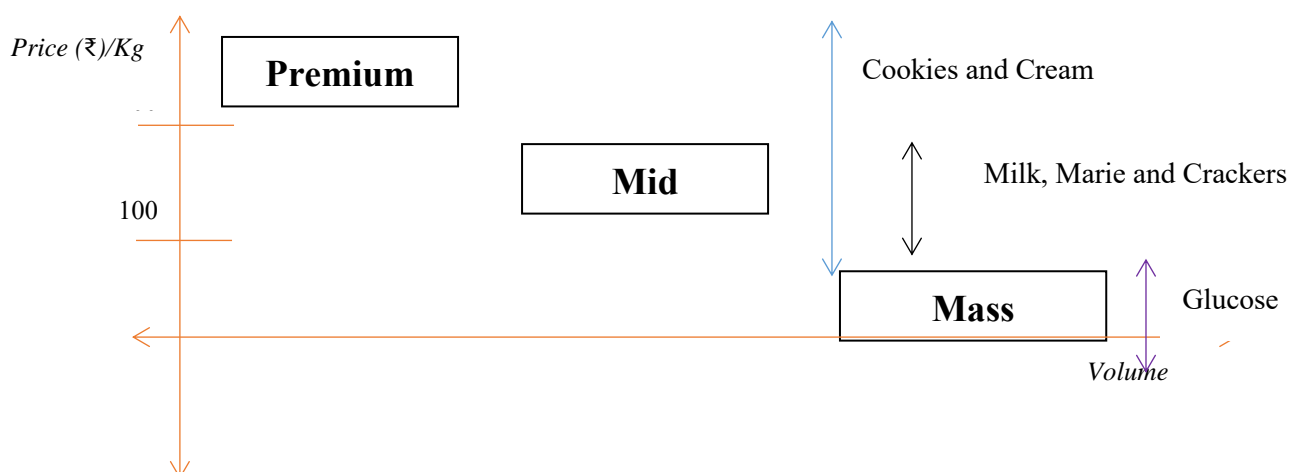 Price (₹)/Kg
Premium
Cookies and Cream
Mid
Milk, Marie and Crackers
100
Mass
Glucose
Volume